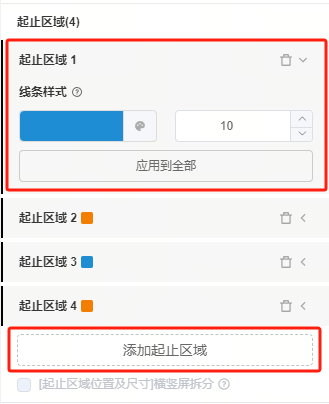 起止区域(4)
起止区域 1
线条样式
10
应用到全部
起止区域 2
起止区域 3
起止区域 4
添加起止区域
[起止区域位置及尺寸]横竖屏拆分